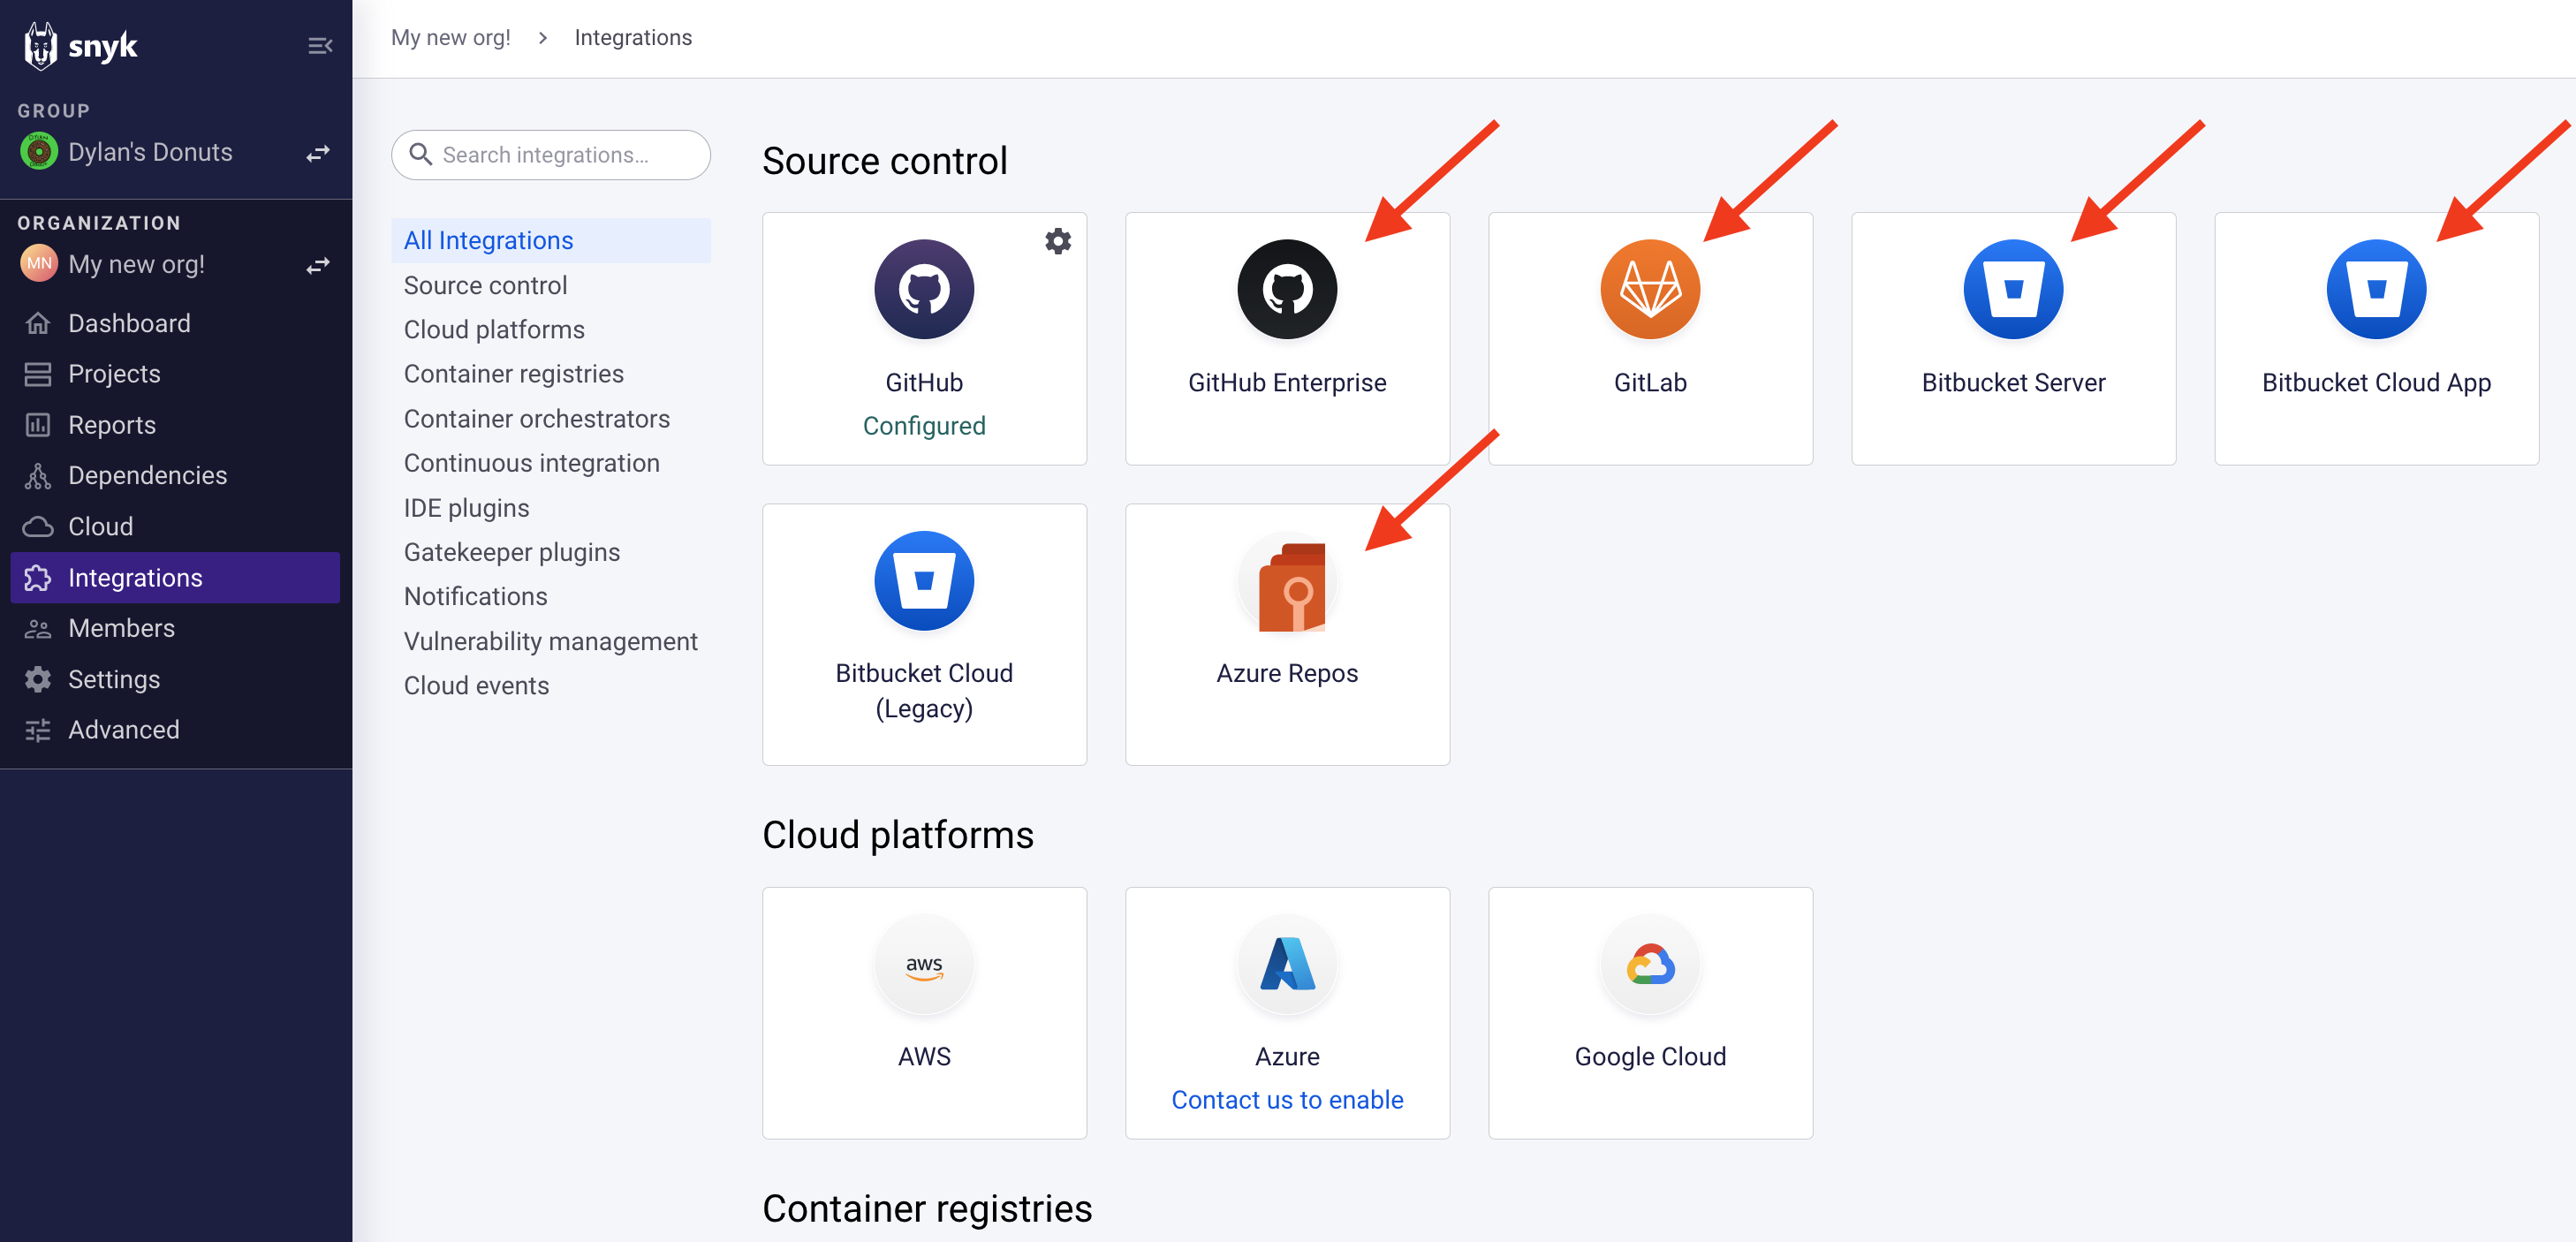 snyk
GROUP
Dylan's Donuts
ORGANIZATION
MN
My new org!
Dashboard
Projects
Reports
Dependencies
Cloud
Integrations
Members
Settings
Advanced
My new org! > Integrations
Search integrations...
All Integrations
Source control
Cloud platforms
Container registries
Container orchestrators
Continuous integration
IDE plugins
Gatekeeper plugins
Notifications
Vulnerability management
Cloud events
Source control
GitHub
Configured
GitHub Enterprise
GitLab
Bitbucket Server
Bitbucket Cloud App
Bitbucket Cloud
(Legacy)
Azure Repos
Cloud platforms
aws
AWS
Azure
Contact us to enable
Google Cloud
Container registries